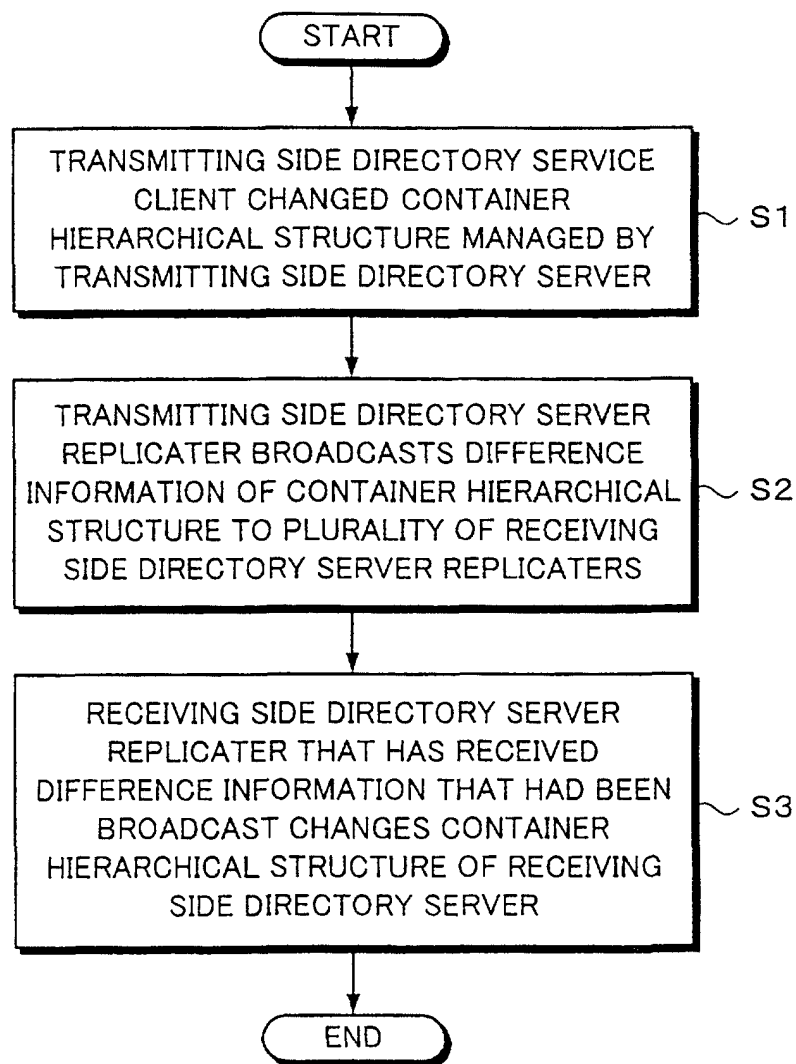 START
TRANSMITTING SIDE DIRECTORY SERVICE
CLIENT CHANGED CONTAINER
HIERARCHICAL STRUCTURE MANAGED BY
TRANSMITTING SIDE DIRECTORY SERVER
S1
TRANSMITTING SIDE DIRECTORY SERVER
REPLICATER BROADCASTS DIFFERENCE
INFORMATION OF CONTAINER HIERARCHICAL
STRUCTURE TO PLURALITY OF RECEIVING
SIDE DIRECTORY SERVER REPLICATERS
S2
RECEIVING SIDE DIRECTORY SERVER
REPLICATER THAT HAS RECEIVED
DIFFERENCE INFORMATION THAT HAD BEEN
BROADCAST CHANGES CONTAINER
HIERARCHICAL STRUCTURE OF RECEIVING
SIDE DIRECTORY SERVER
S3
END